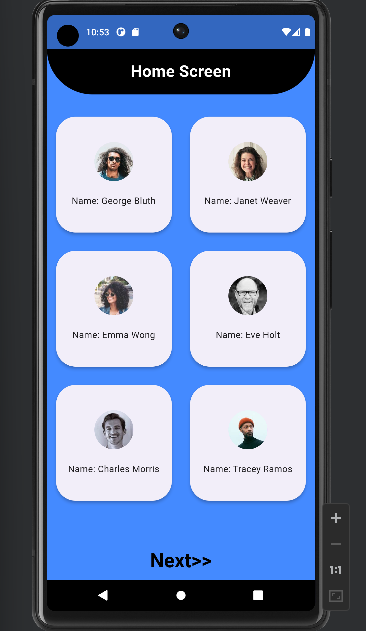 10:53
Home Screen
Name: George Bluth
Name: Janet Weaver
Name: Emma Wong
Name: Eve Holt
Name: Charles Morris
Name: Tracey Ramos
Next>>
1:1